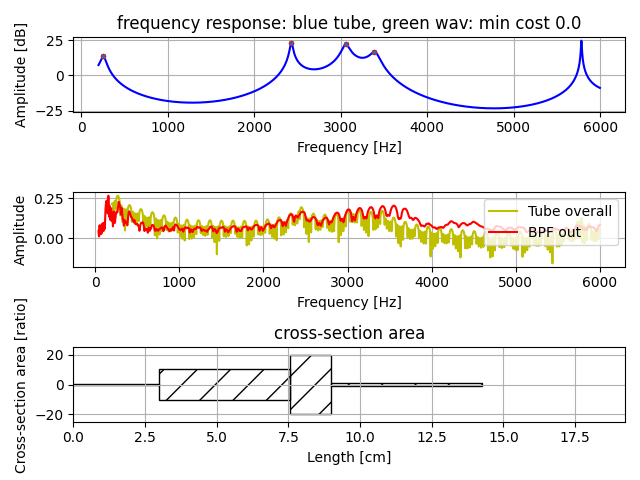 frequency response: blue tube, green wav: min cost 0.0
Amplitude [dB]
25
0
−25
0 1000 2000 3000 4000 5000 6000
Frequency [Hz]
Amplitude
0.25
0.00
Tube overall
BPF out
0 1000 2000 3000 4000 5000 6000
Frequency [Hz]
cross-section area
Cross-section area [ratio]
20
0
−20
0.0 2.5 5.0 7.5 10.0 12.5 15.0 17.5
Length [cm]